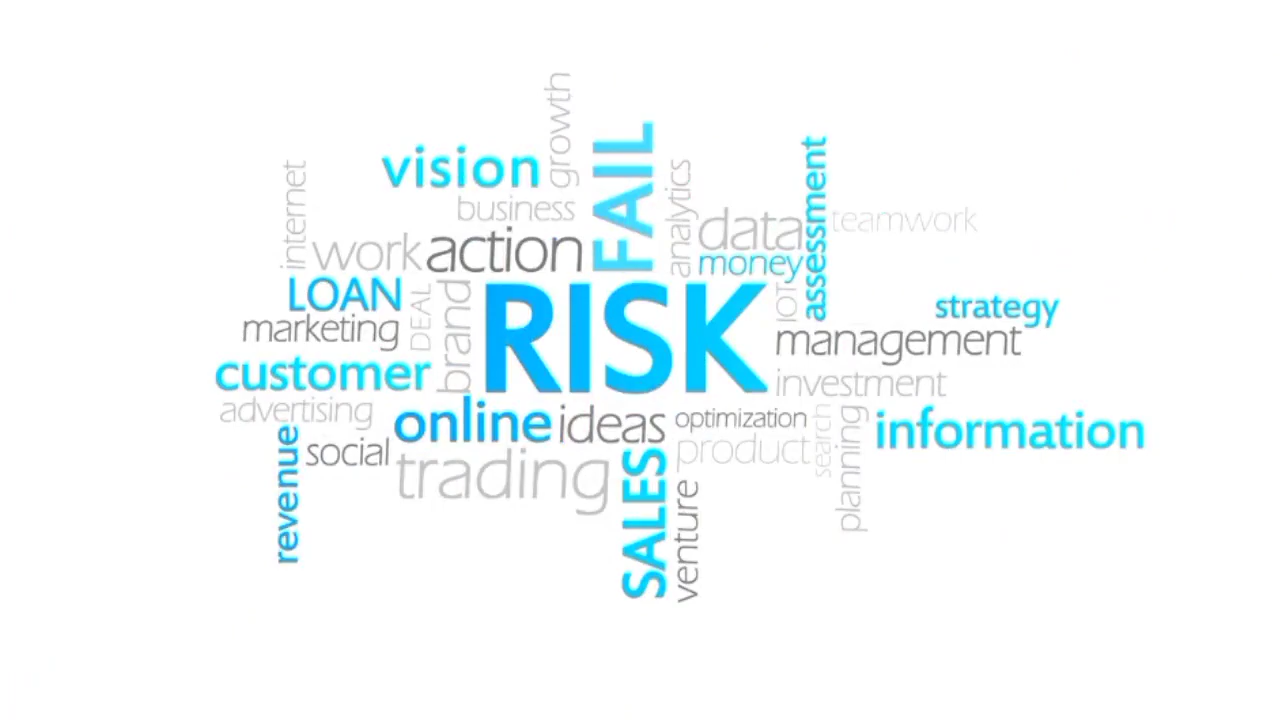 growth
FAIL
vision
internet
business
analytics
assessment
data
teamwork
work
action
money
LOAN
DEAL
brand
RISK
IOT
strategy
marketing
management
customer
investment
advertising
online
ideas
optimization
search
planning
information
revenue
social
product
trading
SALES
venture